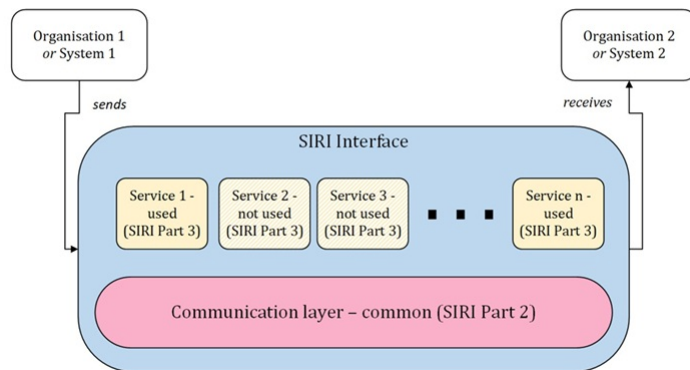 Organisation 1
or System 1
Organisation 2
or System 2
sends
receives
SIRI Interface
Service 1 -
used
(SIRI Part 3)
Service 2 -
not used
(SIRI Part 3)
Service 3 -
not used
(SIRI Part 3)
Service n -
used
(SIRI Part 3)
Communication layer – common (SIRI Part 2)